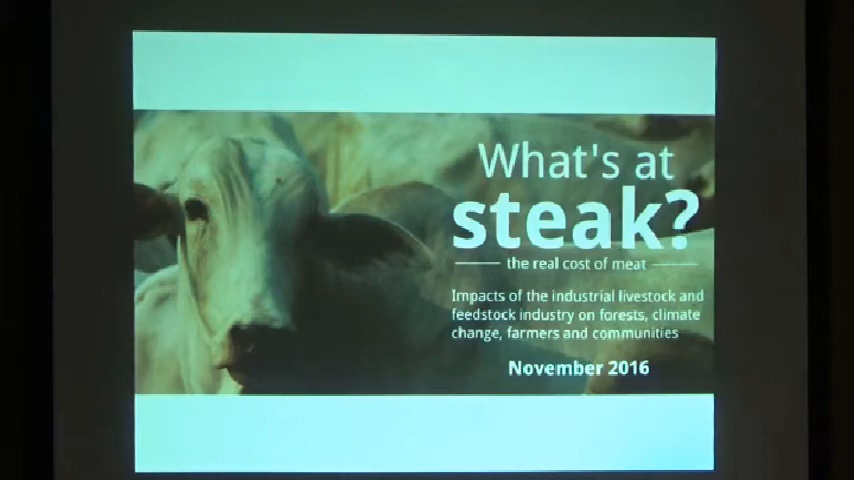 What's at
steak?
the real cost of meat
Impacts of the industrial livestock and
feedstock industry on forests, climate
change, farmers and communities
November 2016